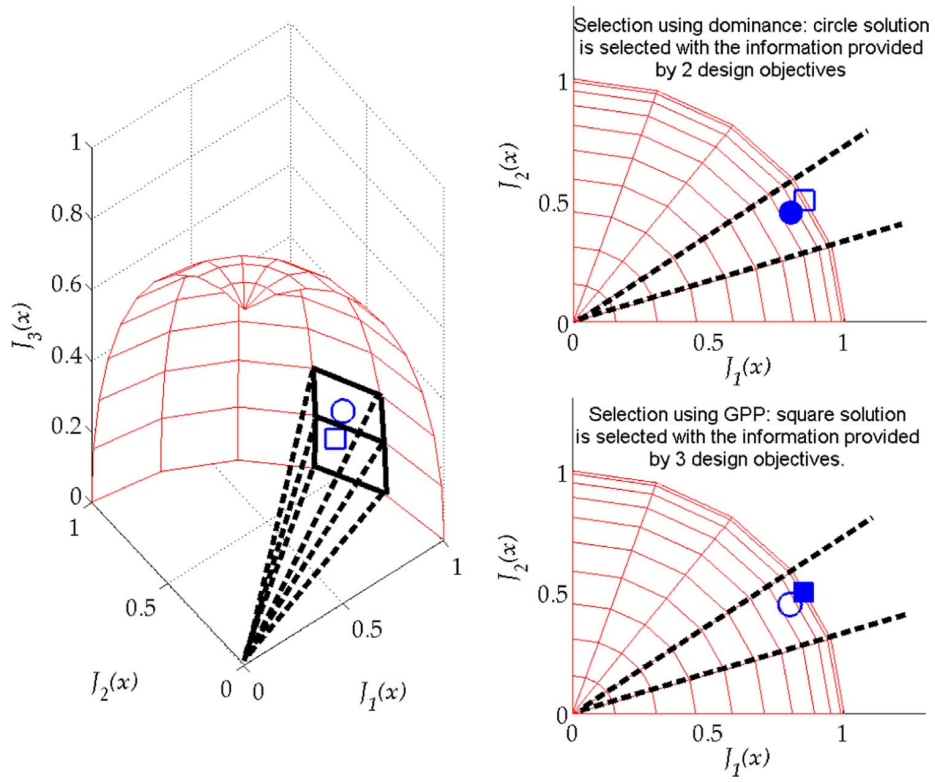 1
0.8
0.6
0.4
0.2
0
J3(x)
1
0.5
0
J2(x)
0
0.5
1
J1(x)
Selection using dominance: circle solution
is selected with the information provided
by 2 design objectives
1
0.5
0
J2(x)
0
0.5
1
J1(x)
Selection using GPP: square solution
is selected with the information provided
by 3 design objectives.
1
0.5
0
J2(x)
0
0.5
1
J1(x)